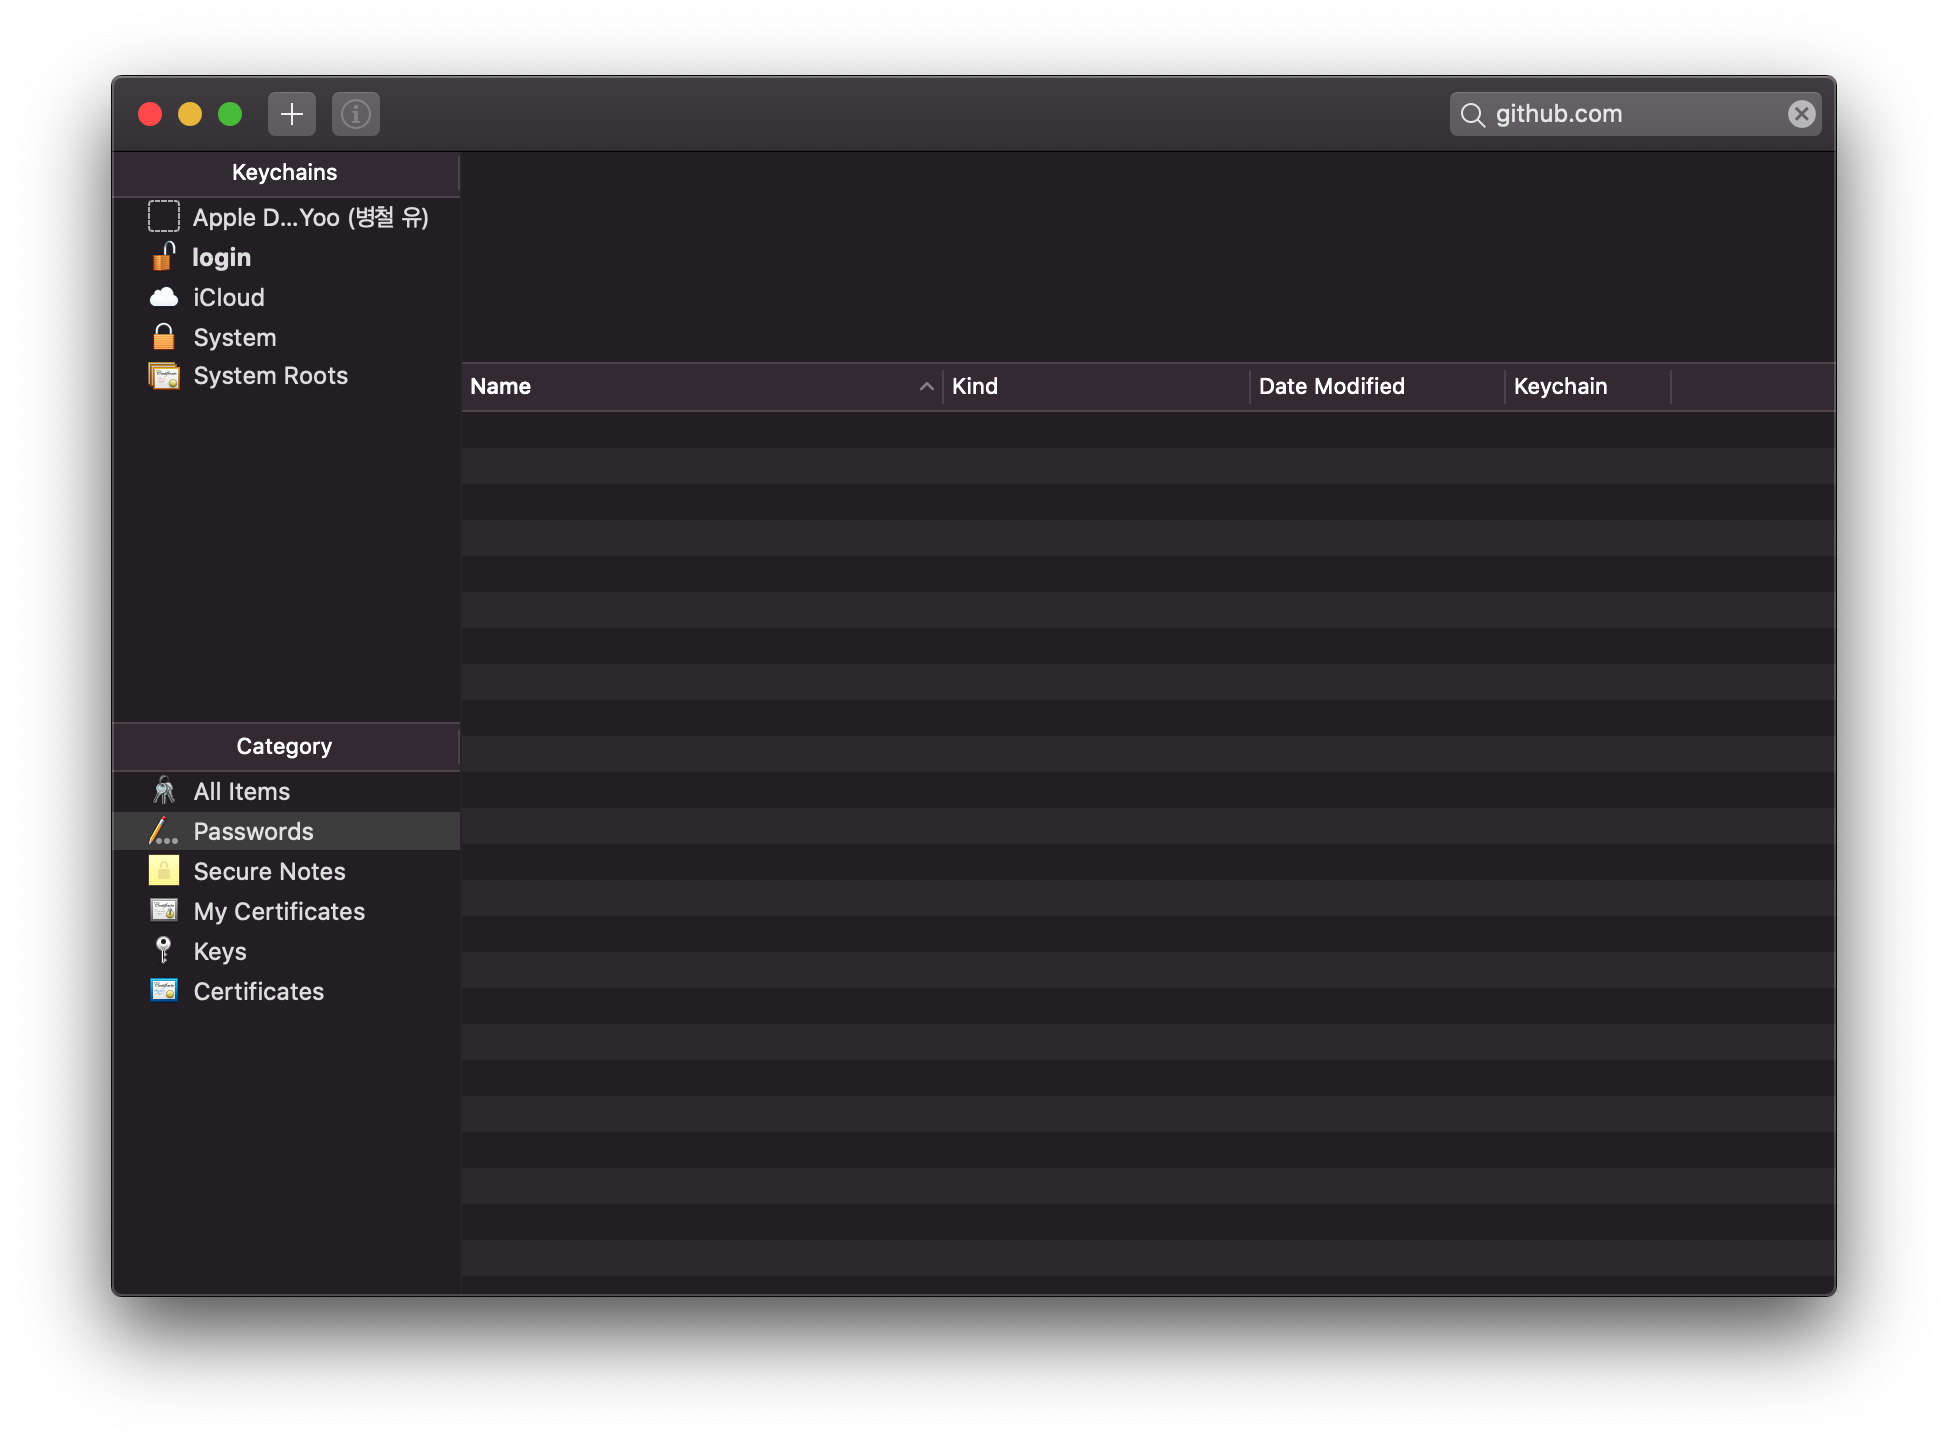 github.com
Keychains
Apple D...Yoo (병철 유)
login
iCloud
System
System Roots
Name
Kind
Date Modified
Keychain
Category
All Items
Passwords
Secure Notes
My Certificates
Keys
Certificates